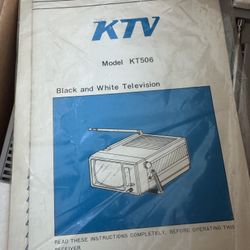 KTV
Model KT506
Black and White Television
READ THESE INSTRUCTIONS COMPLETELY, BEFORE OPERATING THIS
RECEIVER